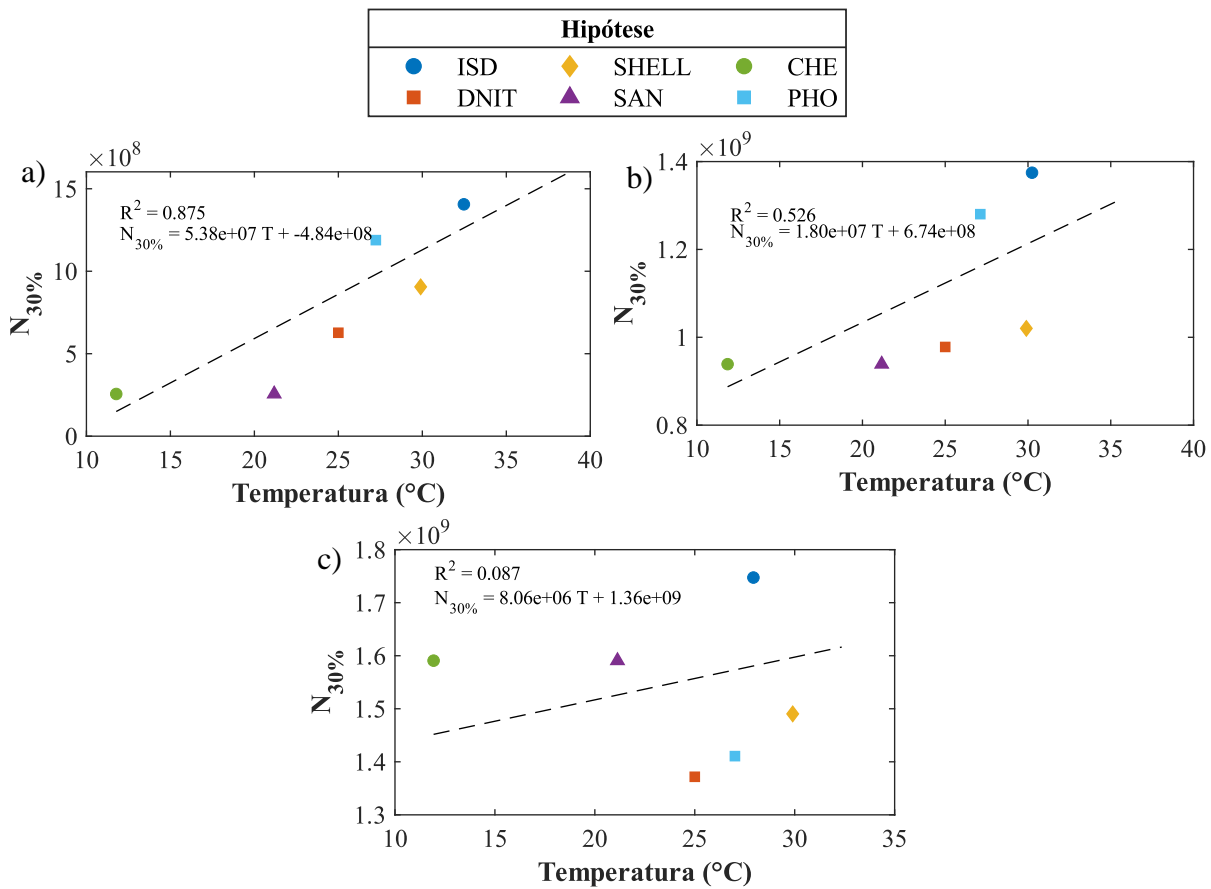 Hipótese
ISD SHELL CHE
DNIT SAN PHO
a)
×10^8
R^2 = 0.875
N_30% = 5.38e+07 T + -4.84e+08
15
10
5
0
N_30%
10 15 20 25 30 35 40
Temperatura (°C)
b)
×10^9
1.4
R^2 = 0.526
N_30% = 1.80e+07 T + 6.74e+08
1.2
1
0.8
N_30%
10 15 20 25 30 35 40
Temperatura (°C)
c)
×10^9
1.8
R^2 = 0.087
N_30% = 8.06e+06 T + 1.36e+09
1.7
1.6
1.5
1.4
1.3
N_30%
10 15 20 25 30 35
Temperatura (°C)